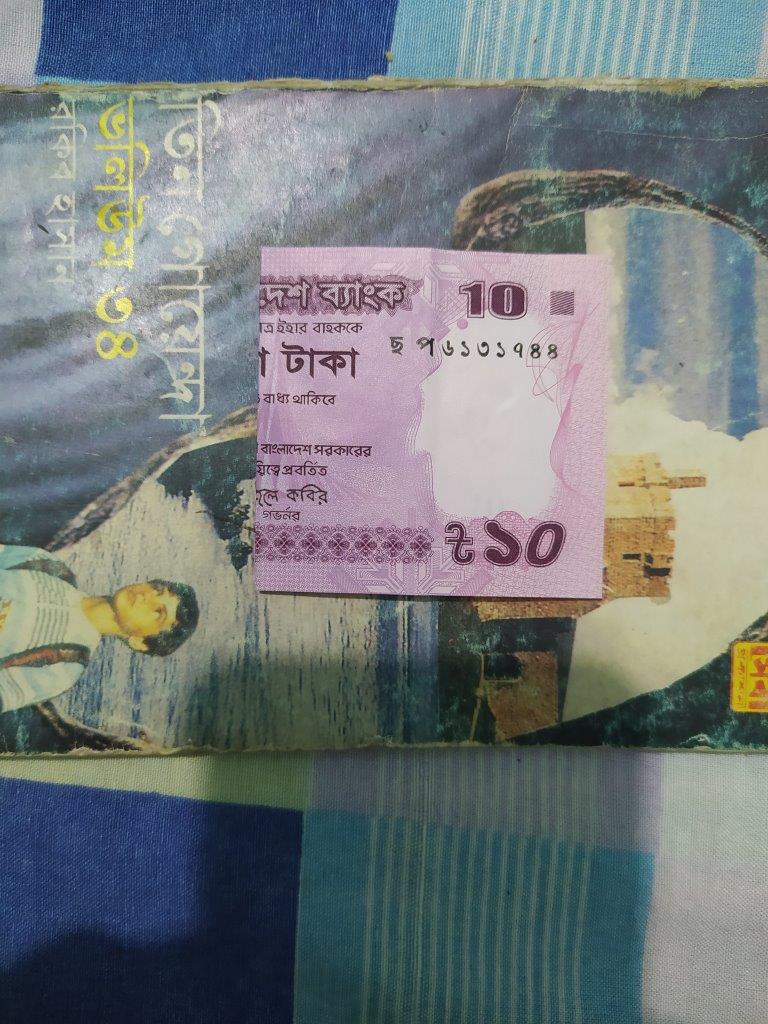 তিন গোয়েন্দা
ভলিউম ৩৪
রকিব হাসান
দেশ ব্যাংক
10
মাত্র ইহার বাহককে
টাকা
ছ প ৬১৩১৭৪৪
বাধ্য থাকিবে
বাংলাদেশ সরকারের
প্রবর্তিত
কবির
গভর্নর
৳১০
সেবা